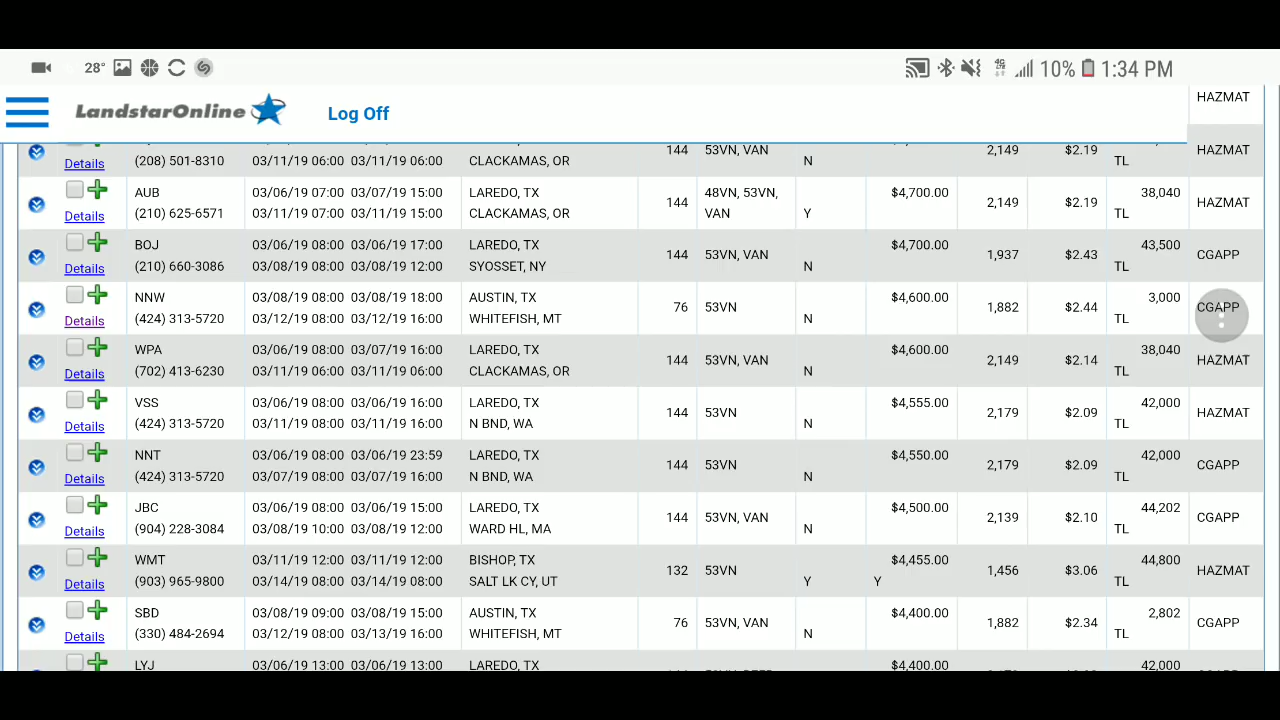 28° 10% 1:34 PM
LandstarOnline Log Off
HAZMAT
Details (208) 501-8310 03/11/19 06:00 03/11/19 06:00 CLACKAMAS, OR 144 53VN, VAN N 2,149 $2.19 TL HAZMAT
AUB 03/06/19 07:00 03/07/19 15:00 LAREDO, TX 144 48VN, 53VN, $4,700.00 2,149 $2.19 38,040 HAZMAT
Details (210) 625-6571 03/11/19 07:00 03/11/19 15:00 CLACKAMAS, OR VAN Y TL
BOJ 03/06/19 08:00 03/06/19 17:00 LAREDO, TX 144 53VN, VAN $4,700.00 1,937 $2.43 43,500 CGAPP
Details (210) 660-3086 03/08/19 08:00 03/08/19 12:00 SYOSSET, NY N TL
NNW 03/08/19 08:00 03/08/19 18:00 AUSTIN, TX 76 53VN $4,600.00 1,882 $2.44 3,000 CGAPP
Details (424) 313-5720 03/12/19 08:00 03/12/19 16:00 WHITEFISH, MT N TL
WPA 03/06/19 08:00 03/07/19 16:00 LAREDO, TX 144 53VN, VAN $4,600.00 2,149 $2.14 38,040 HAZMAT
Details (702) 413-6230 03/11/19 06:00 03/11/19 06:00 CLACKAMAS, OR N TL
VSS 03/06/19 08:00 03/06/19 16:00 LAREDO, TX 144 53VN $4,555.00 2,179 $2.09 42,000 HAZMAT
Details (424) 313-5720 03/11/19 08:00 03/11/19 16:00 N BND, WA N TL
NNT 03/06/19 08:00 03/06/19 23:59 LAREDO, TX 144 53VN $4,550.00 2,179 $2.09 42,000 CGAPP
Details (424) 313-5720 03/07/19 08:00 03/07/19 16:00 N BND, WA N TL
JBC 03/06/19 08:00 03/06/19 15:00 LAREDO, TX 144 53VN, VAN $4,500.00 2,139 $2.10 44,202 CGAPP
Details (904) 228-3084 03/08/19 10:00 03/08/19 12:00 WARD HL, MA N TL
WMT 03/11/19 12:00 03/11/19 12:00 BISHOP, TX 132 53VN $4,455.00 1,456 $3.06 44,800 HAZMAT
Details (903) 965-9800 03/14/19 08:00 03/14/19 08:00 SALT LK CY, UT Y Y TL
SBD 03/08/19 09:00 03/08/19 15:00 AUSTIN, TX 76 53VN, VAN $4,400.00 1,882 $2.34 2,802 CGAPP
Details (330) 484-2694 03/12/19 08:00 03/13/19 16:00 WHITEFISH, MT N TL
LYJ 03/06/19 13:00 03/06/19 13:00 LAREDO, TX $4,400.00 42,000